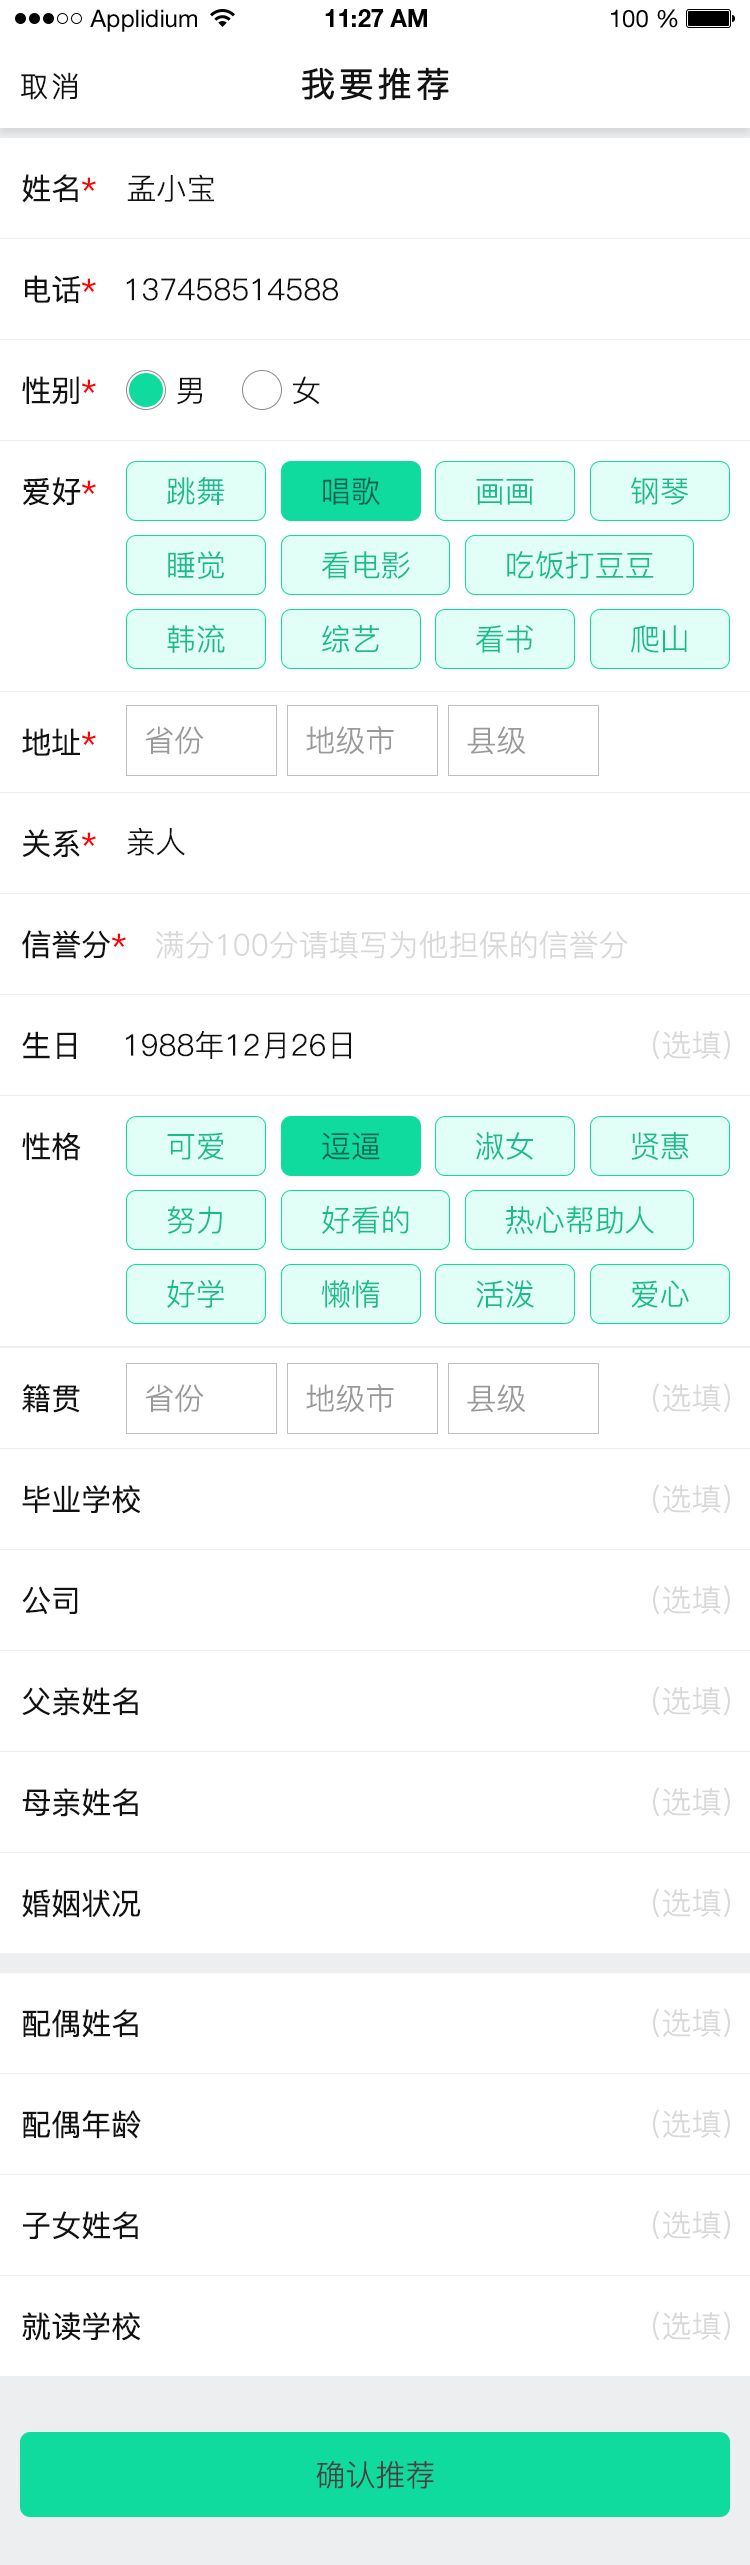 Applidium 11:27 AM 100 %
取消 我要推荐
姓名* 孟小宝
电话* 137458514588
性别* 男 女
爱好* 跳舞 唱歌 画画 钢琴
睡觉 看电影 吃饭打豆豆
韩流 综艺 看书 爬山
地址* 省份 地级市 县级
关系* 亲人
信誉分* 满分100分请填写为他担保的信誉分
生日 1988年12月26日 (选填)
性格 可爱 逗逼 淑女 贤惠
努力 好看的 热心帮助人
好学 懒惰 活泼 爱心
籍贯 省份 地级市 县级 (选填)
毕业学校 (选填)
公司 (选填)
父亲姓名 (选填)
母亲姓名 (选填)
婚姻状况 (选填)
配偶姓名 (选填)
配偶年龄 (选填)
子女姓名 (选填)
就读学校 (选填)
确认推荐